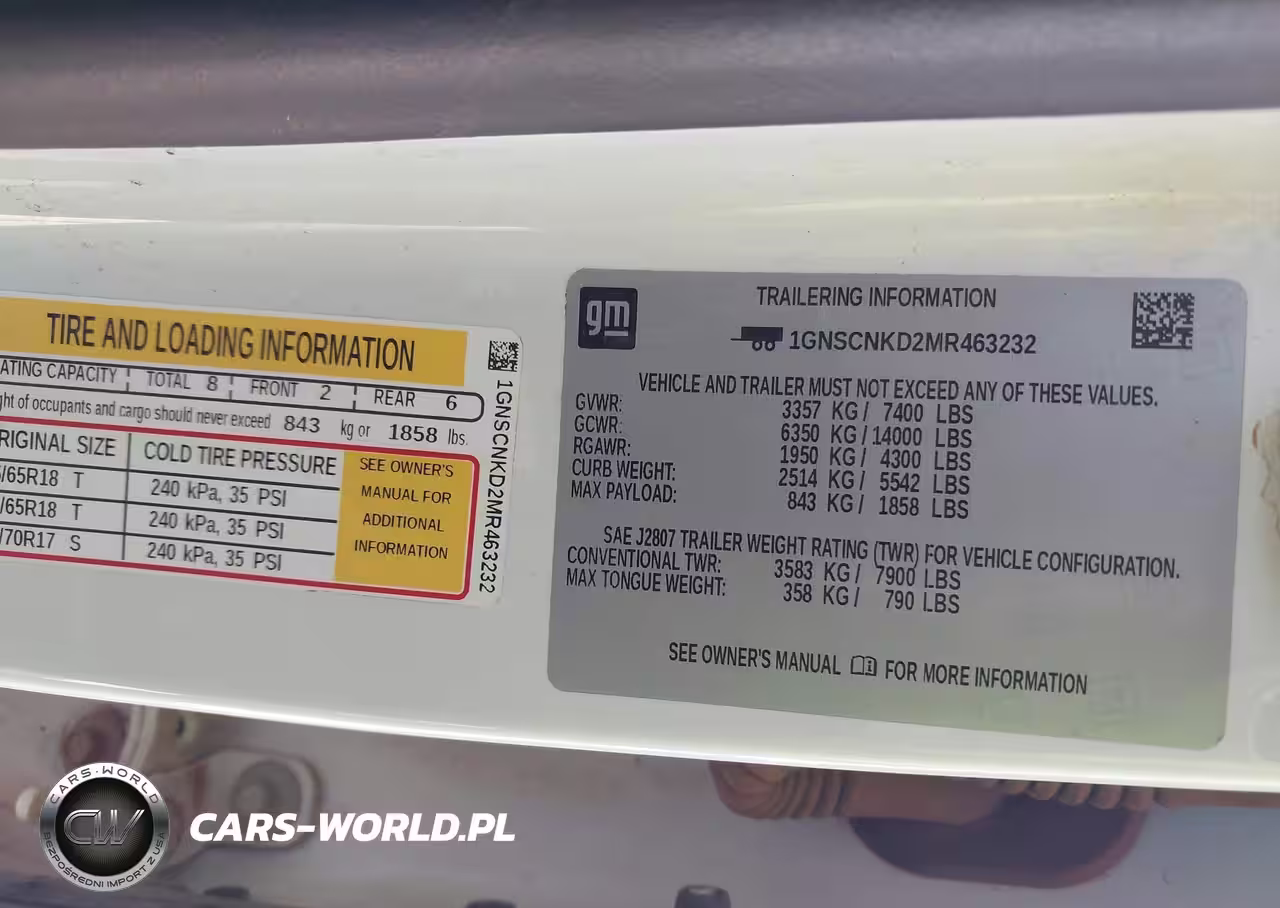 TIRE AND LOADING INFORMATION
ATING CAPACITY TOTAL 8 FRONT 2 REAR 6
ght of occupants and cargo should never exceed 843 kg or 1858 lbs.
RIGINAL SIZE COLD TIRE PRESSURE
/65R18 T 240 kPa, 35 PSI
/65R18 T 240 kPa, 35 PSI
/70R17 S 240 kPa, 35 PSI
SEE OWNER'S
MANUAL FOR
ADDITIONAL
INFORMATION
1GNSCNKD2MR463232
gm
TRAILERING INFORMATION
1GNSCNKD2MR463232
VEHICLE AND TRAILER MUST NOT EXCEED ANY OF THESE VALUES.
GVWR: 3357 KG/ 7400 LBS
GCWR: 6350 KG/14000 LBS
RGAWR: 1950 KG/ 4300 LBS
CURB WEIGHT: 2514 KG/ 5542 LBS
MAX PAYLOAD: 843 KG/ 1858 LBS
SAE J2807 TRAILER WEIGHT RATING (TWR) FOR VEHICLE CONFIGURATION.
CONVENTIONAL TWR: 3583 KG/ 7900 LBS
MAX TONGUE WEIGHT: 358 KG/ 790 LBS
SEE OWNER'S MANUAL FOR MORE INFORMATION
CARS-WORLD
CW
BEZPOŚREDNI IMPORT Z USA
CARS-WORLD.PL